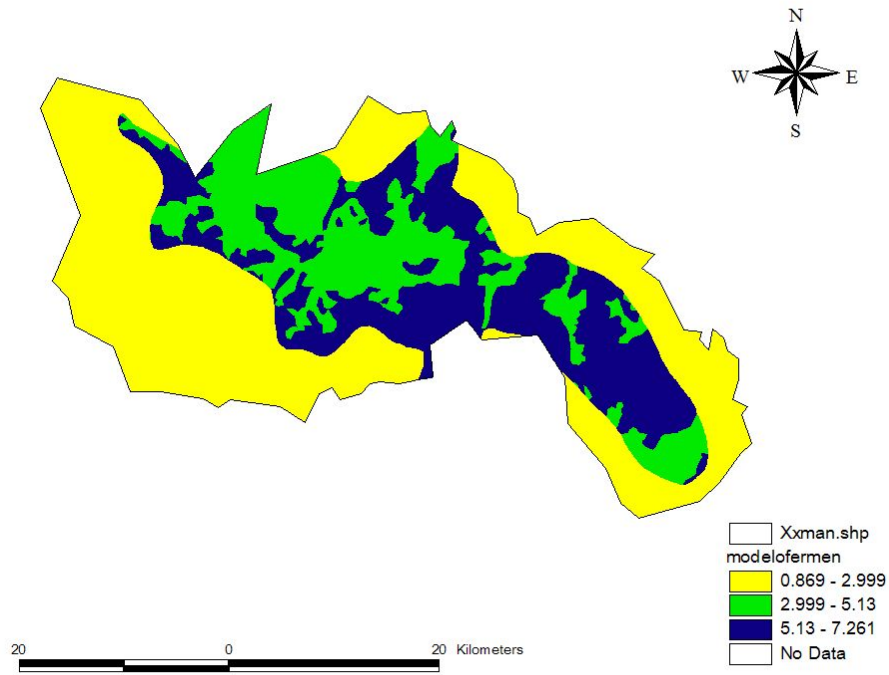 N
W E
S
Xxman.shp
modelofermen
0.869 - 2.999
2.999 - 5.13
5.13 - 7.261
No Data
20 0 20 Kilometers